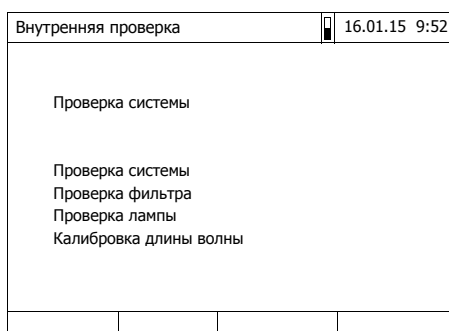 Внутренняя проверка 16.01.15 9:52
Проверка системы
Проверка системы
Проверка фильтра
Проверка лампы
Калибровка длины волны